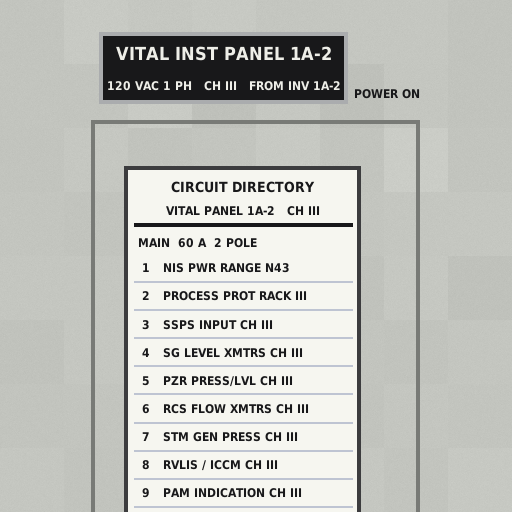 VITAL INST PANEL 1A-2
120 VAC 1 PH CH III FROM INV 1A-2
POWER ON
CIRCUIT DIRECTORY
VITAL PANEL 1A-2 CH III
MAIN 60 A 2 POLE
1 NIS PWR RANGE N43
2 PROCESS PROT RACK III
3 SSPS INPUT CH III
4 SG LEVEL XMTRS CH III
5 PZR PRESS/LVL CH III
6 RCS FLOW XMTRS CH III
7 STM GEN PRESS CH III
8 RVLIS / ICCM CH III
9 PAM INDICATION CH III